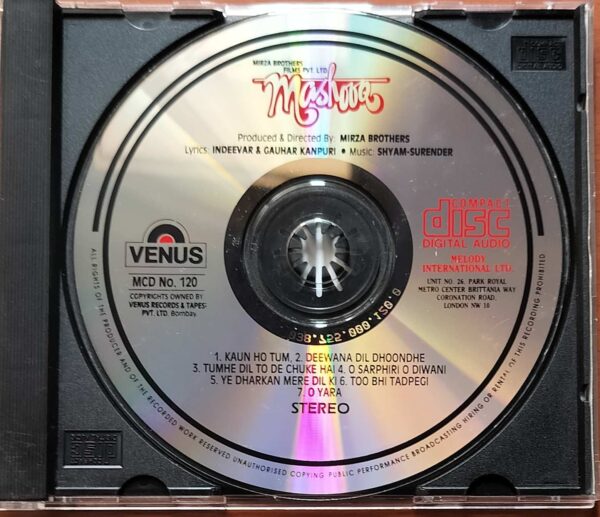 MIRZA BROTHERS
FILMS PVT. LTD.
Mashooq
Produced & Directed By: MIRZA BROTHERS
Lyrics: INDEEVAR & GAUHAR KANPURI • Music: SHYAM-SURENDER
VENUS
MCD No. 120
COPYRIGHTS OWNED BY
VENUS RECORDS & TAPES
PVT. LTD. Bombay.
COMPACT
disc
DIGITAL AUDIO
MELODY
INTERNATIONAL LTD.
UNIT NO. 26, PARK ROYAL
METRO CENTER BRITTANIA WAY
CORONATION ROAD,
LONDON NW 10
1. KAUN HO TUM, 2. DEEWANA DIL DHOONDHE
3. TUMHE DIL TO DE CHUKE HAI 4. O SARPHIRI O DIWANI
5. YE DHARKAN MERE DIL KI 6. TOO BHI TADPEGI
7. O YARA
STEREO
ALL RIGHTS OF THE PRODUCER AND OF THE RECORDED WORK RESERVED UNAUTHORISED COPYING PUBLIC PERFORMANCE BROADCASTING HIRING OR RENTAL OF THIS RECORDING PROHIBITED